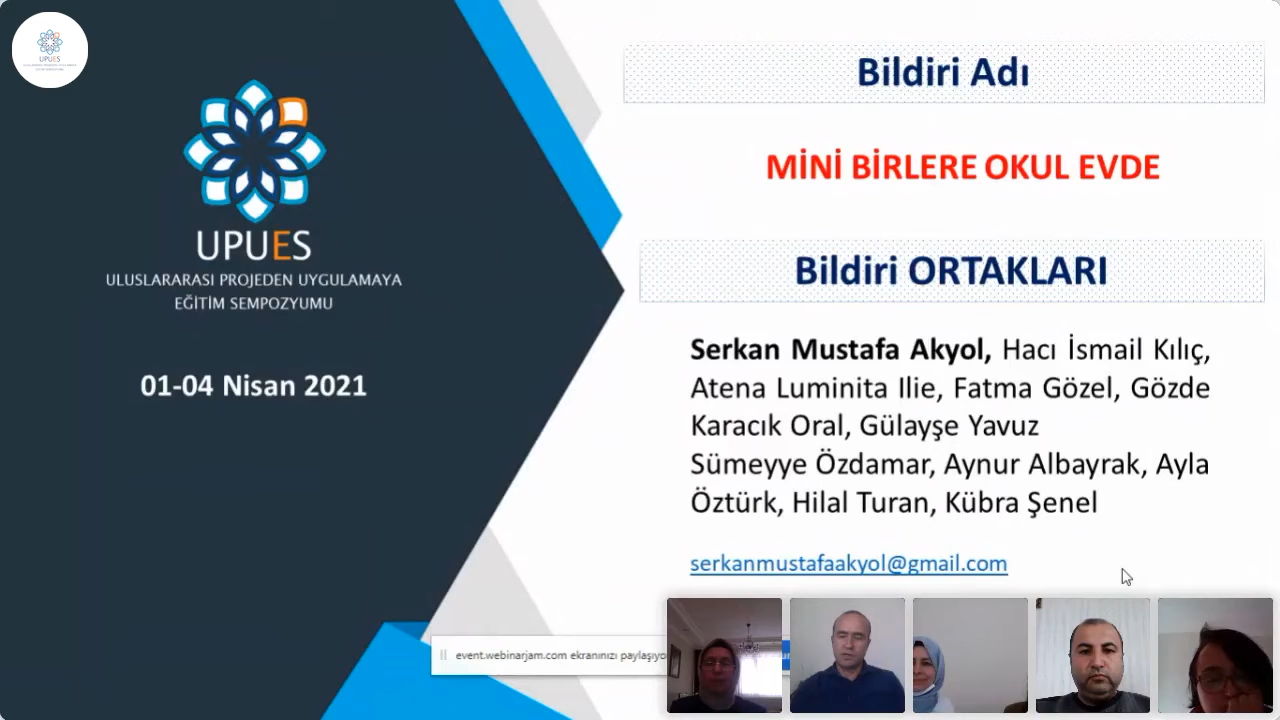 UPUES
ULUSLARARASI PROJEDEN UYGULAMAYA
EĞİTİM SEMPOZYUMU
01-04 Nisan 2021
Bildiri Adı
MİNİ BİRLERE OKUL EVDE
Bildiri ORTAKLARI
Serkan Mustafa Akyol, Hacı İsmail Kılıç,
Atena Luminita Ilie, Fatma Gözel, Gözde
Karacık Oral, Gülayşe Yavuz
Sümeyye Özdamar, Aynur Albayrak, Ayla
Öztürk, Hilal Turan, Kübra Şenel
serkanmustafaakyol@gmail.com
event.webinarjam.com ekranınızı